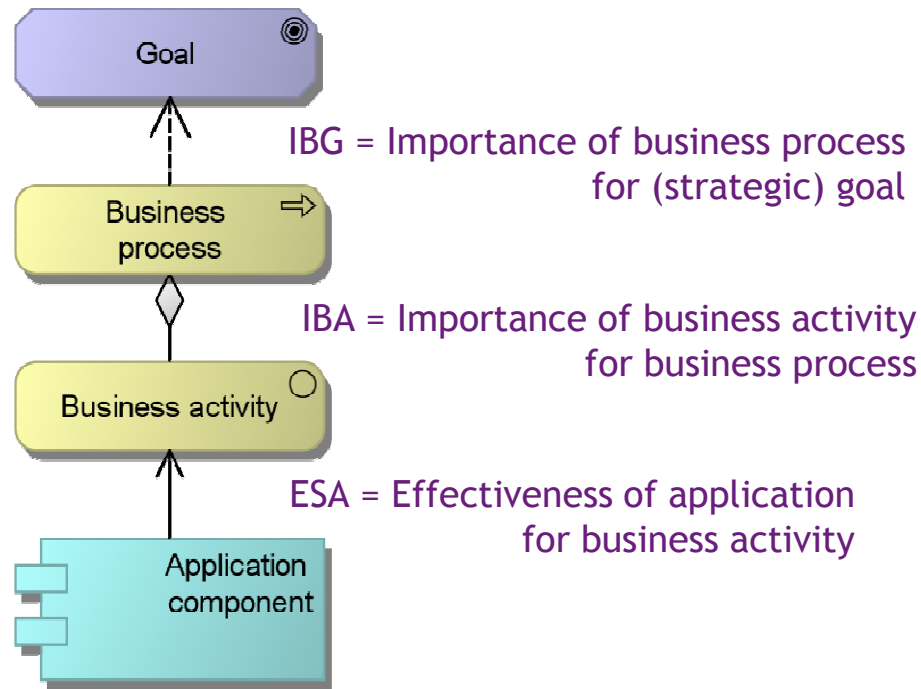 Goal
IBG = Importance of business process
for (strategic) goal
Business
process
IBA = Importance of business activity
for business process
Business activity
ESA = Effectiveness of application
for business activity
Application
component